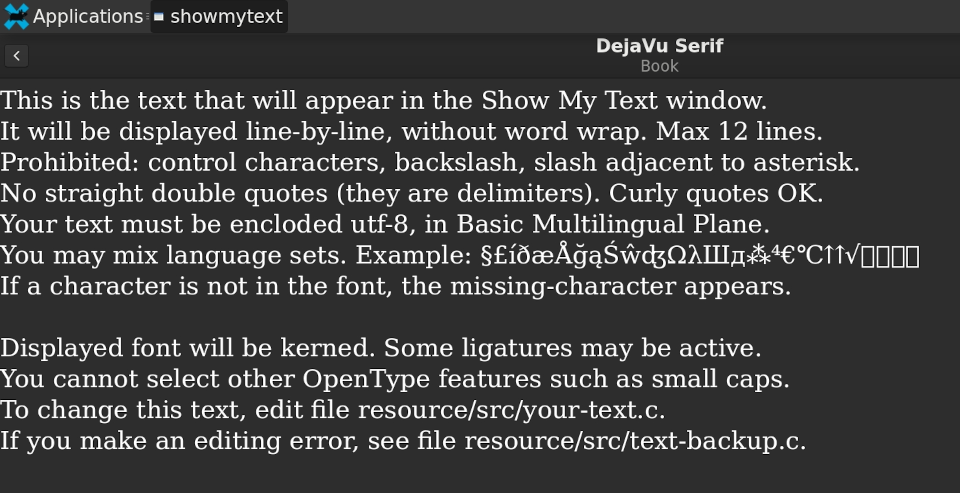 Applications showmytext
DejaVu Serif
Book
This is the text that will appear in the Show My Text window.
It will be displayed line-by-line, without word wrap. Max 12 lines.
Prohibited: control characters, backslash, slash adjacent to asterisk.
No straight double quotes (they are delimiters). Curly quotes OK.
Your text must be encloded utf-8, in Basic Multilingual Plane.
You may mix language sets. Example: §£íðæÅğąŚŵʤΩλШд⁂⁴€℃↑↑√
If a character is not in the font, the missing-character appears.
Displayed font will be kerned. Some ligatures may be active.
You cannot select other OpenType features such as small caps.
To change this text, edit file resource/src/your-text.c.
If you make an editing error, see file resource/src/text-backup.c.